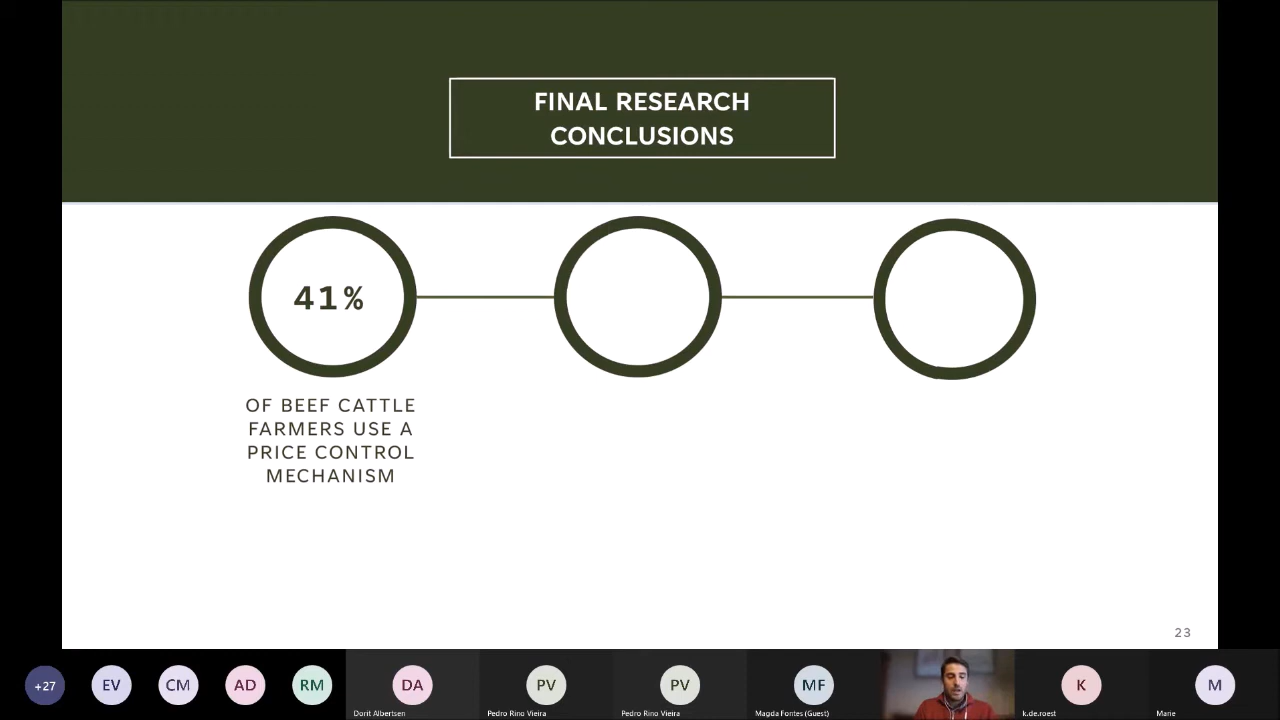 FINAL RESEARCH
CONCLUSIONS
41%
OF BEEF CATTLE
FARMERS USE A
PRICE CONTROL
MECHANISM
23
+27
EV
CM
AD
RM
DA
Dorit Albertsen
PV
Pedro Rino Vieira
PV
Pedro Rino Vieira
MF
Magda Fontes (Guest)
K
k.de.roest
M
Marie